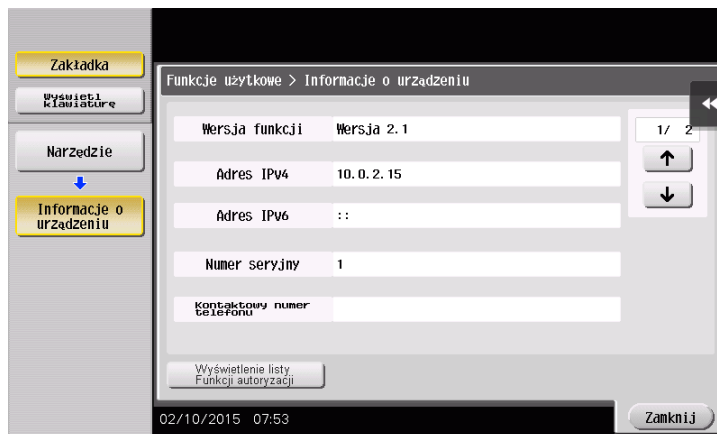 Zakładka
Wyświetl
klawiaturę
Narzędzie
Informacje o
urządzeniu
Funkcje użytkowe > Informacje o urządzeniu
Wersja funkcji Wersja 2.1
1/ 2
Adres IPv4 10.0.2.15
Adres IPv6 ::
Numer seryjny 1
Kontaktowy numer
telefonu
Wyświetlenie listy
Funkcji autoryzacji
02/10/2015 07:53
Zamknij